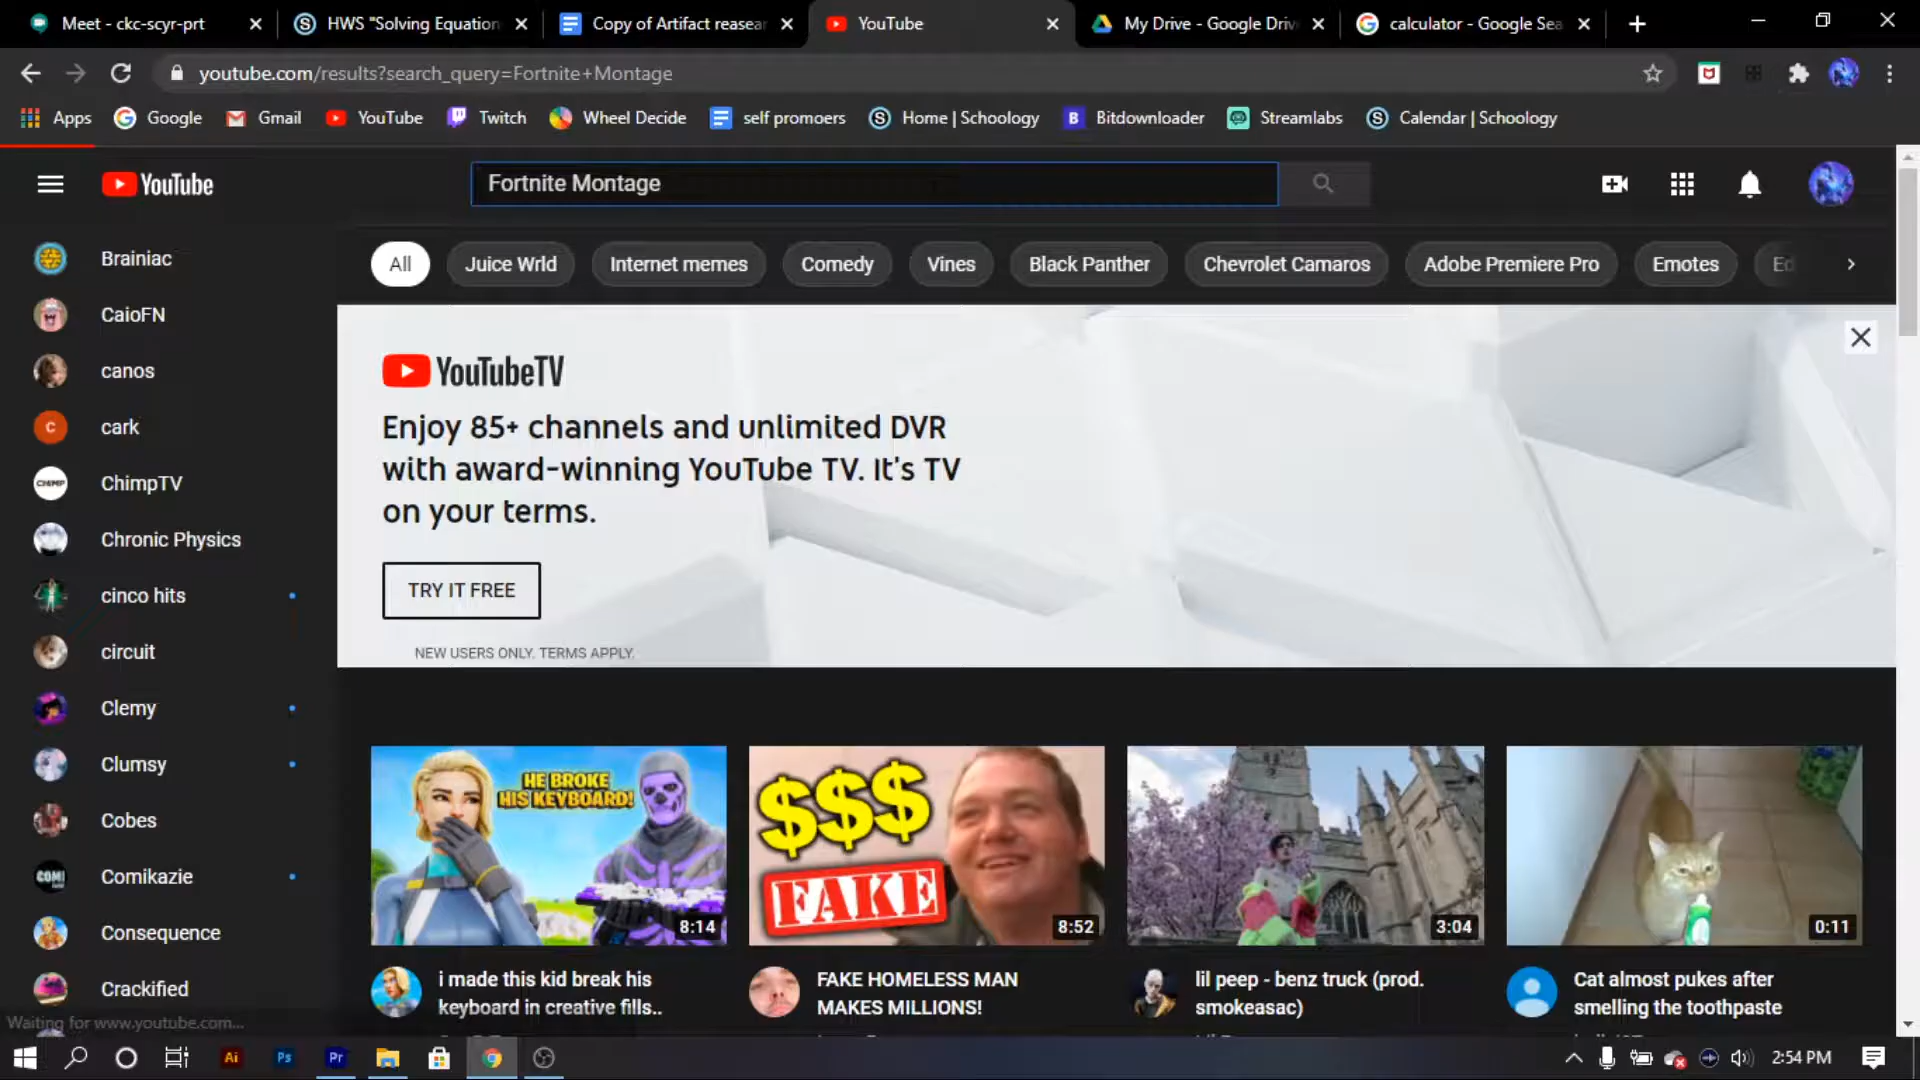 Meet - ckc-scyr-prt
HWS "Solving Equation
Copy of Artifact reasear
YouTube
My Drive - Google Driv
calculator - Google Sea
youtube.com/results?search_query=Fortnite+Montage
Apps
Google
Gmail
YouTube
Twitch
Wheel Decide
self promoers
Home | Schoology
Bitdownloader
Streamlabs
Calendar | Schoology
YouTube
Fortnite Montage
All
Juice Wrld
Internet memes
Comedy
Vines
Black Panther
Chevrolet Camaros
Adobe Premiere Pro
Emotes
Ed
Brainiac
CaioFN
canos
cark
ChimpTV
Chronic Physics
cinco hits
circuit
Clemy
Clumsy
Cobes
Comikazie
Consequence
Crackified
YouTubeTV
Enjoy 85+ channels and unlimited DVR
with award-winning YouTube TV. It's TV
on your terms.
TRY IT FREE
NEW USERS ONLY. TERMS APPLY.
HE BROKE
HIS KEYBOARD!
8:14
$$$
FAKE
8:52
3:04
0:11
i made this kid break his
keyboard in creative fills..
FAKE HOMELESS MAN
MAKES MILLIONS!
lil peep - benz truck (prod.
smokeasac)
Cat almost pukes after
smelling the toothpaste
Waiting for www.youtube.com...
Ai
Ps
Pr
2:54 PM